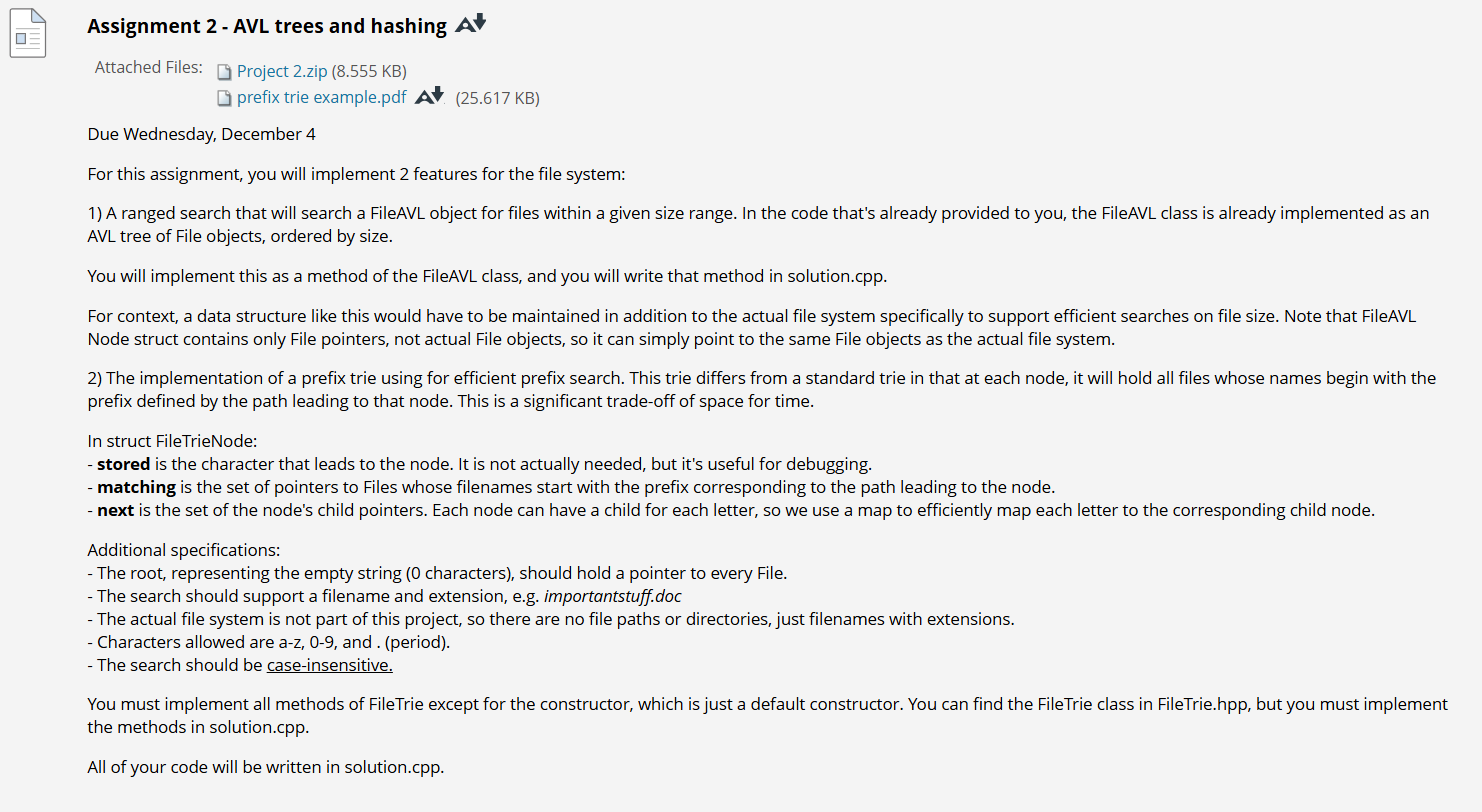 Assignment 2 - AVL trees and hashing
Attached Files: Project 2.zip (8.555 KB)
prefix trie example.pdf (25.617 KB)
Due Wednesday, December 4
For this assignment, you will implement 2 features for the file system:
1) A ranged search that will search a FileAVL object for files within a given size range. In the code that's already provided to you, the FileAVL class is already implemented as an
AVL tree of File objects, ordered by size.
You will implement this as a method of the FileAVL class, and you will write that method in solution.cpp.
For context, a data structure like this would have to be maintained in addition to the actual file system specifically to support efficient searches on file size. Note that FileAVL
Node struct contains only File pointers, not actual File objects, so it can simply point to the same File objects as the actual file system.
2) The implementation of a prefix trie using for efficient prefix search. This trie differs from a standard trie in that at each node, it will hold all files whose names begin with the
prefix defined by the path leading to that node. This is a significant trade-off of space for time.
In struct FileTrieNode:
- stored is the character that leads to the node. It is not actually needed, but it's useful for debugging.
- matching is the set of pointers to Files whose filenames start with the prefix corresponding to the path leading to the node.
- next is the set of the node's child pointers. Each node can have a child for each letter, so we use a map to efficiently map each letter to the corresponding child node.
Additional specifications:
- The root, representing the empty string (0 characters), should hold a pointer to every File.
- The search should support a filename and extension, e.g. importantstuff.doc
- The actual file system is not part of this project, so there are no file paths or directories, just filenames with extensions.
- Characters allowed are a-z, 0-9, and . (period).
- The search should be case-insensitive.
You must implement all methods of FileTrie except for the constructor, which is just a default constructor. You can find the FileTrie class in FileTrie.hpp, but you must implement
the methods in solution.cpp.
All of your code will be written in solution.cpp.